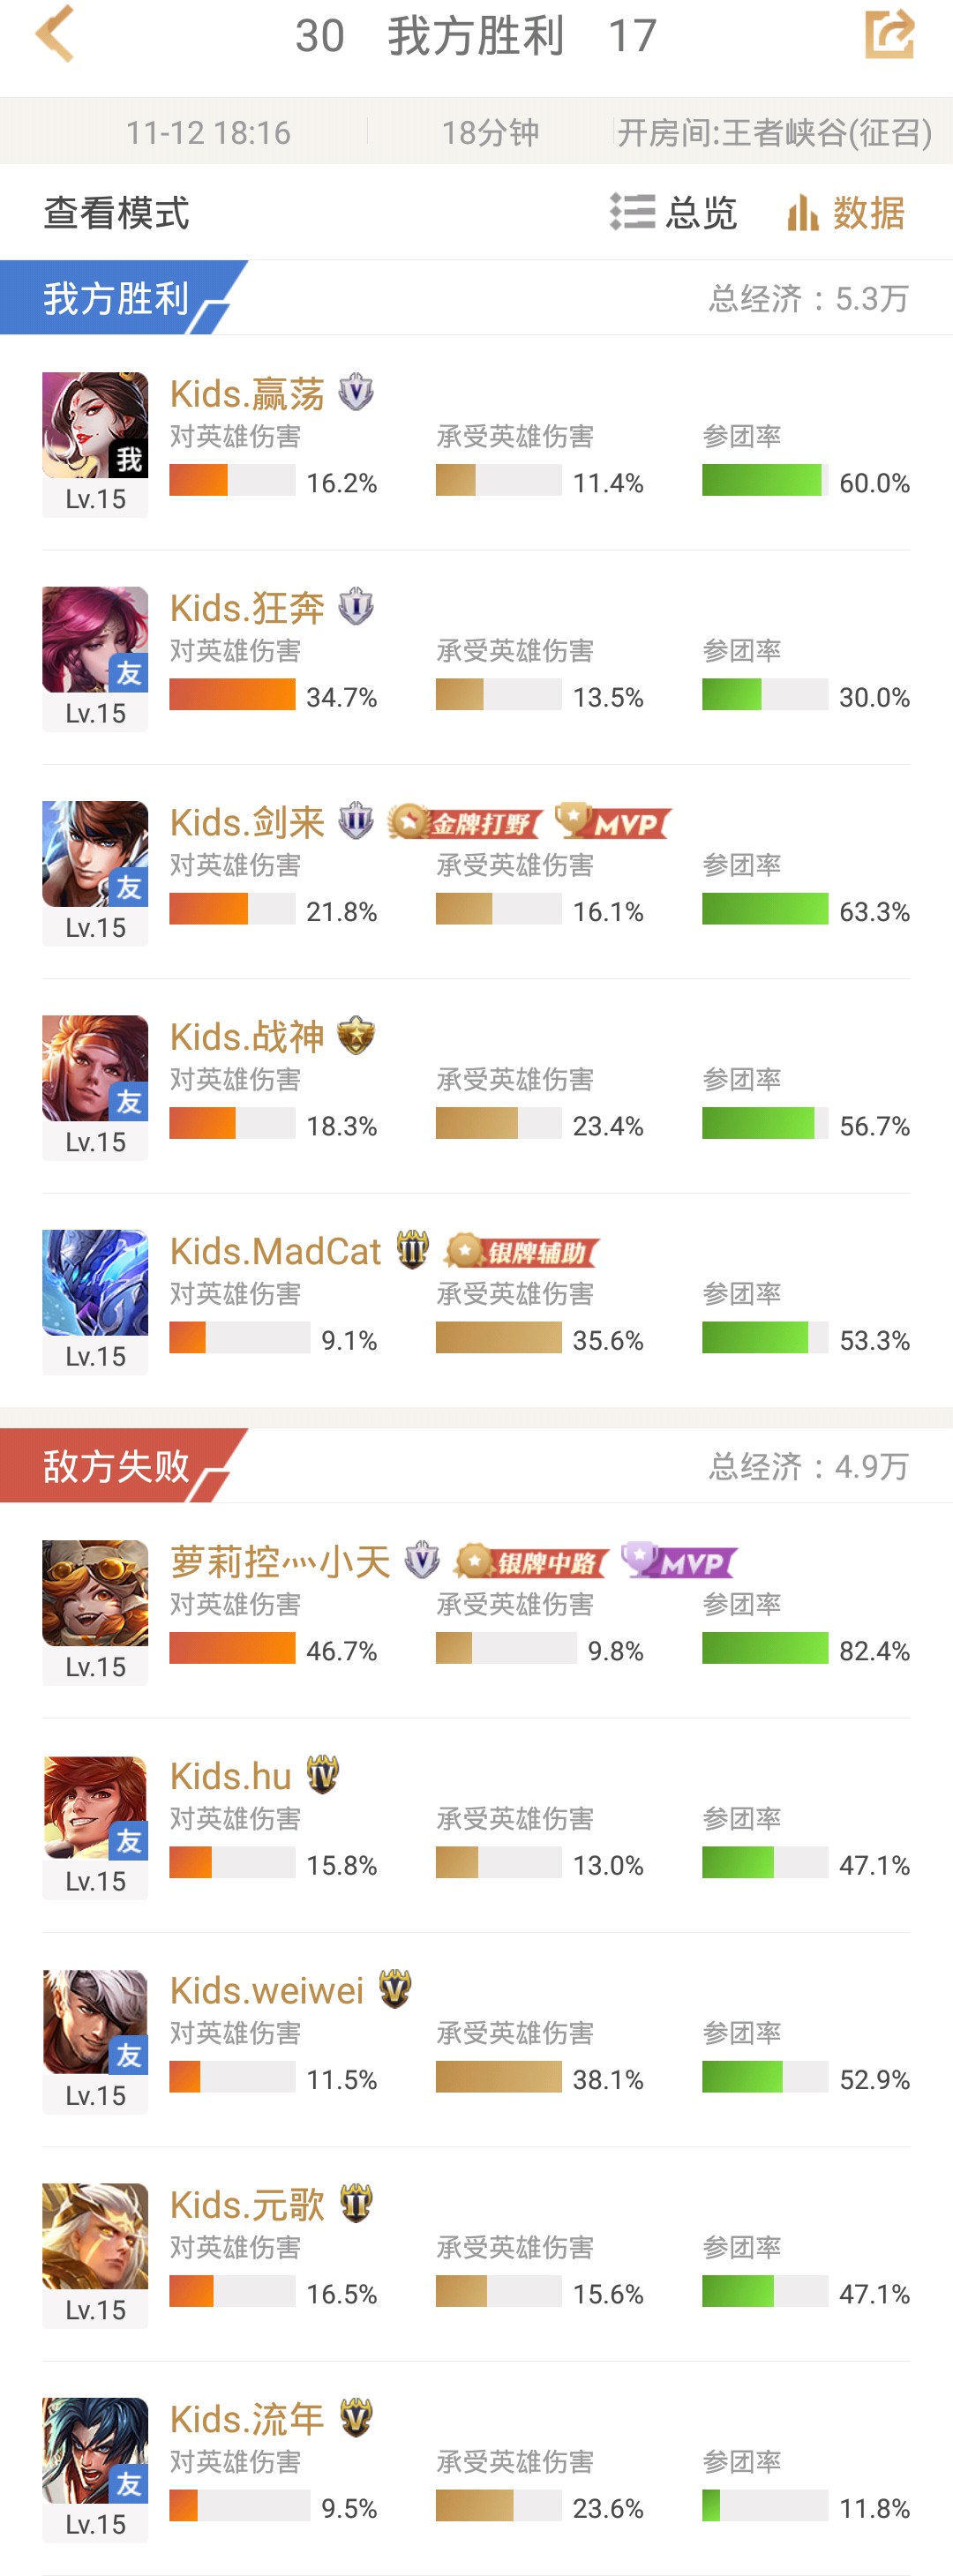 30 我方胜利 17
11-12 18:16 18分钟 开房间:王者峡谷(征召)
查看模式 总览 数据
我方胜利 总经济：5.3万
Kids.赢荡 V
对英雄伤害 承受英雄伤害 参团率
我 16.2% 11.4% 60.0%
Lv.15
Kids.狂奔 I
对英雄伤害 承受英雄伤害 参团率
友 34.7% 13.5% 30.0%
Lv.15
Kids.剑来 II 金牌打野 MVP
对英雄伤害 承受英雄伤害 参团率
友 21.8% 16.1% 63.3%
Lv.15
Kids.战神
对英雄伤害 承受英雄伤害 参团率
友 18.3% 23.4% 56.7%
Lv.15
Kids.MadCat III 银牌辅助
对英雄伤害 承受英雄伤害 参团率
9.1% 35.6% 53.3%
Lv.15
敌方失败 总经济：4.9万
萝莉控灬小天 V 银牌中路 MVP
对英雄伤害 承受英雄伤害 参团率
46.7% 9.8% 82.4%
Lv.15
Kids.hu IV
对英雄伤害 承受英雄伤害 参团率
友 15.8% 13.0% 47.1%
Lv.15
Kids.weiwei V
对英雄伤害 承受英雄伤害 参团率
友 11.5% 38.1% 52.9%
Lv.15
Kids.元歌 II
对英雄伤害 承受英雄伤害 参团率
16.5% 15.6% 47.1%
Lv.15
Kids.流年 V
对英雄伤害 承受英雄伤害 参团率
友 9.5% 23.6% 11.8%
Lv.15